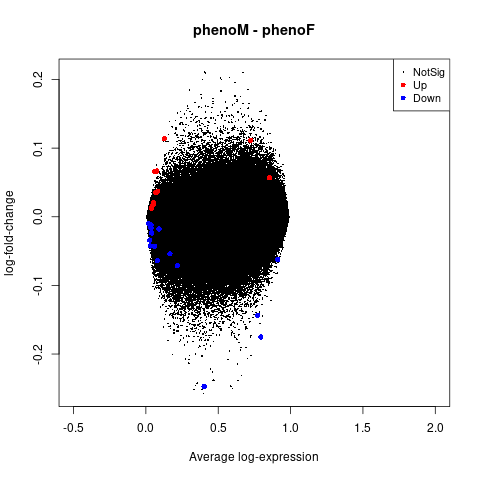 phenoM - phenoF
NotSig
Up
Down
log-fold-change
0.2
0.1
0.0
-0.1
-0.2
-0.5
0.0
0.5
1.0
1.5
2.0
Average log-expression